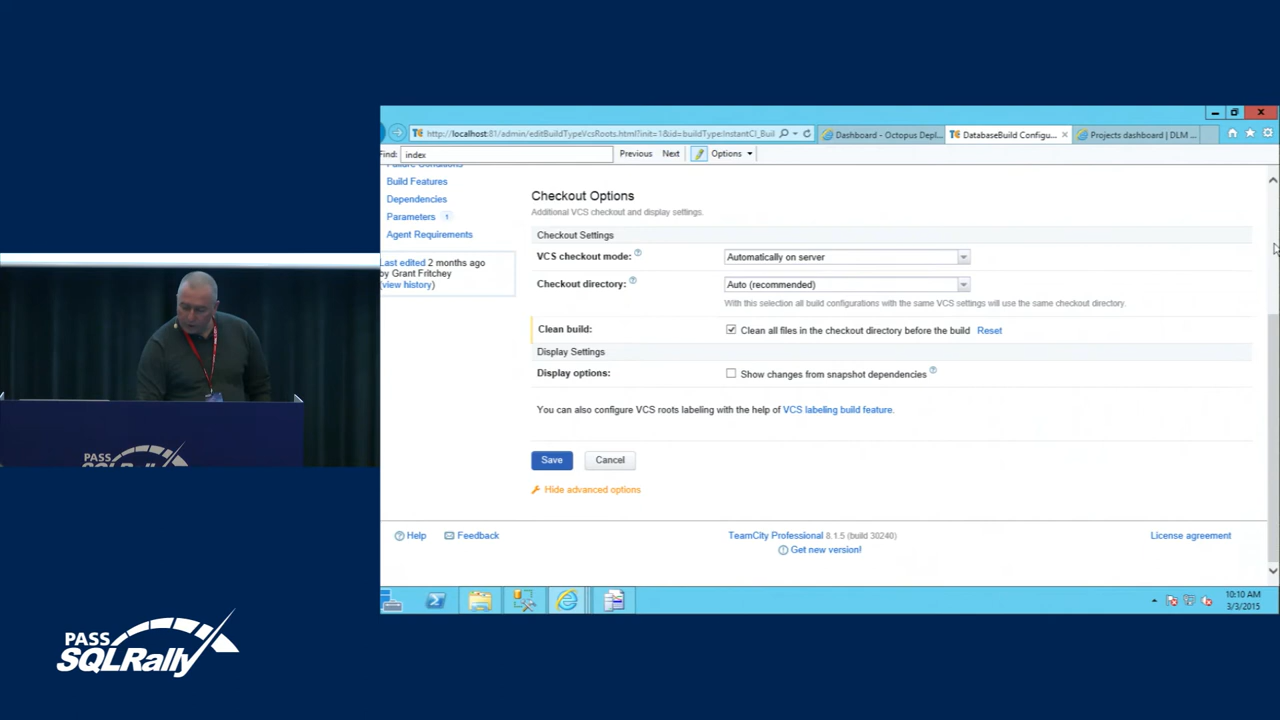 http://localhost:81/admin/editBuildTypeVcsRoots.html?init=1&id=buildType:InstantCI_Buil
Dashboard - Octopus Depl...
DatabaseBuild Configu...
Projects dashboard | DLM ...
Find:
index
Previous
Next
Options
Failure Conditions
Build Features
Dependencies
Parameters 1
Agent Requirements
Last edited 2 months ago
by Grant Fritchey
(view history)
Checkout Options
Additional VCS checkout and display settings.
Checkout Settings
VCS checkout mode:
Automatically on server
Checkout directory:
Auto (recommended)
With this selection all build configurations with the same VCS settings will use the same checkout directory.
Clean build:
Clean all files in the checkout directory before the build Reset
Display Settings
Display options:
Show changes from snapshot dependencies
You can also configure VCS roots labeling with the help of VCS labeling build feature.
Save
Cancel
Hide advanced options
Help
Feedback
TeamCity Professional 8.1.5 (build 30240)
Get new version!
License agreement
10:10 AM
3/3/2015
PASS
SQLRally
PASS
SQLRally